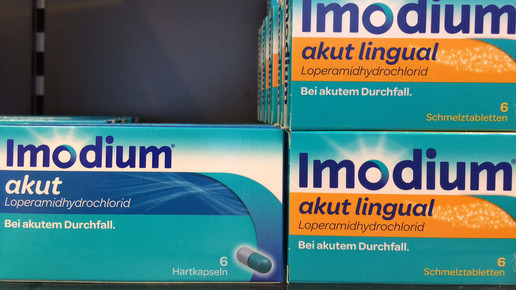 Imodium®
akut
Loperamidhydrochlorid
Bei akutem Durchfall.
6
Hartkapseln
Imodium
akut lingual
Loperamidhydrochlorid
Bei akutem Durchfall.
6
Schmelztabletten
Imodium®
akut lingual
Loperamidhydrochlorid
Bei akutem Durchfall.
6
Schmelztabletten